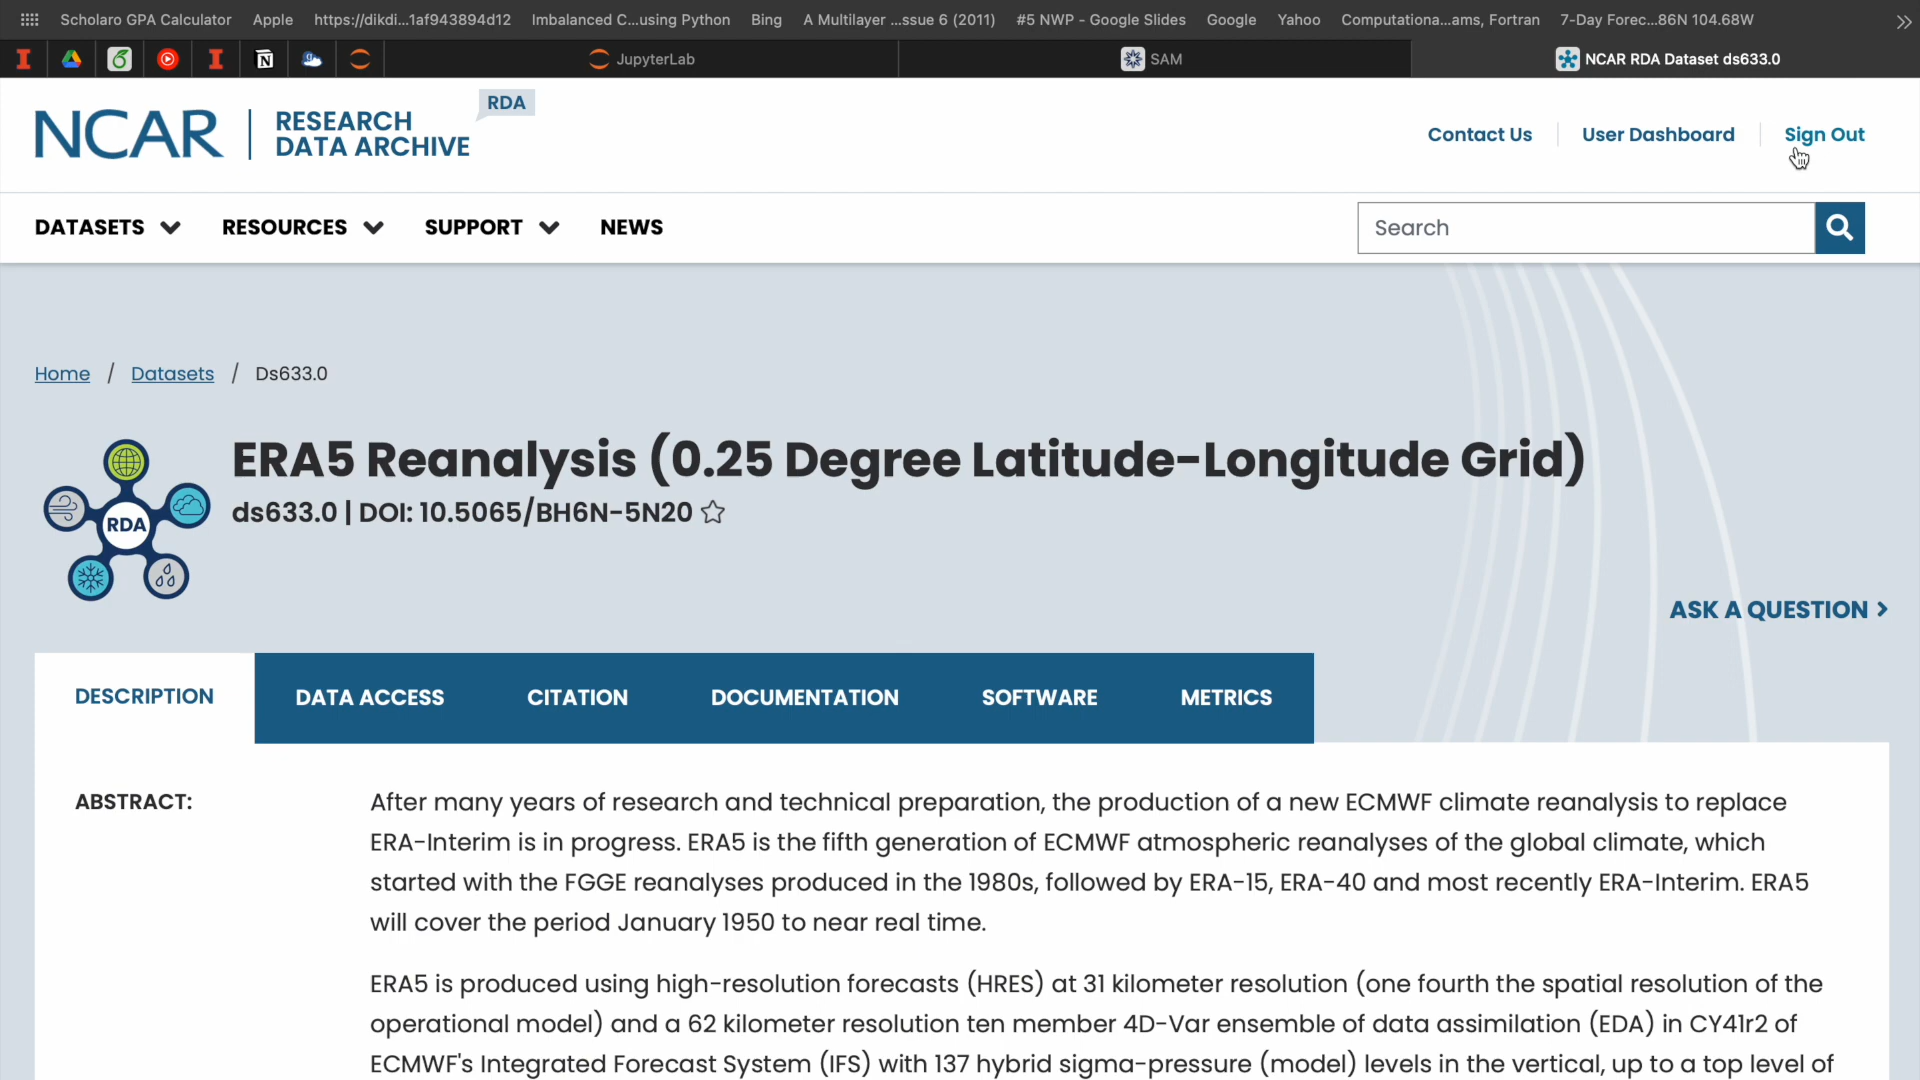 Scholaro GPA Calculator Apple https://dikdi...1af943894d12 Imbalanced C...using Python Bing A Multilayer ...ssue 6 (2011) #5 NWP - Google Slides Google Yahoo Computationa...ams, Fortran 7-Day Forec...86N 104.68W
JupyterLab SAM NCAR RDA Dataset ds633.0
RDA
NCAR RESEARCH
DATA ARCHIVE
Contact Us User Dashboard Sign Out
DATASETS RESOURCES SUPPORT NEWS Search
Home / Datasets / Ds633.0
ERA5 Reanalysis (0.25 Degree Latitude-Longitude Grid)
ds633.0 | DOI: 10.5065/BH6N-5N20
RDA
ASK A QUESTION >
DESCRIPTION DATA ACCESS CITATION DOCUMENTATION SOFTWARE METRICS
ABSTRACT: After many years of research and technical preparation, the production of a new ECMWF climate reanalysis to replace
ERA-Interim is in progress. ERA5 is the fifth generation of ECMWF atmospheric reanalyses of the global climate, which
started with the FGGE reanalyses produced in the 1980s, followed by ERA-15, ERA-40 and most recently ERA-Interim. ERA5
will cover the period January 1950 to near real time.
ERA5 is produced using high-resolution forecasts (HRES) at 31 kilometer resolution (one fourth the spatial resolution of the
operational model) and a 62 kilometer resolution ten member 4D-Var ensemble of data assimilation (EDA) in CY41r2 of
ECMWF's Integrated Forecast System (IFS) with 137 hybrid sigma-pressure (model) levels in the vertical, up to a top level of